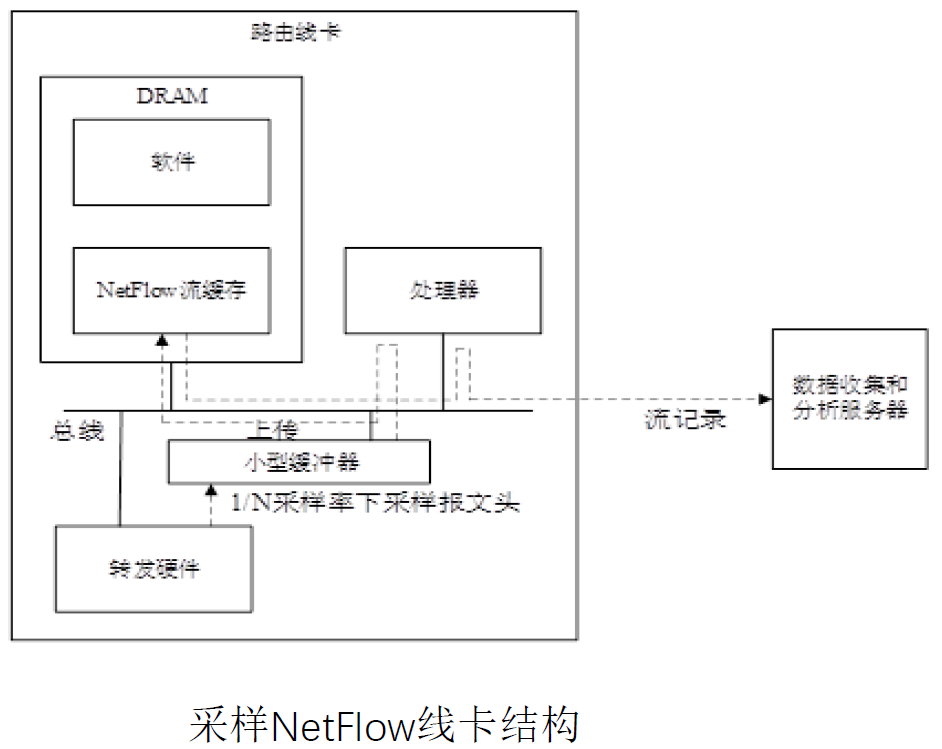 路由线卡
DRAM
软件
NetFlow流缓存
处理器
数据收集和
分析服务器
流记录
总线
上传
小型缓冲器
1/N采样率下采样报文头
转发硬件
采样NetFlow线卡结构